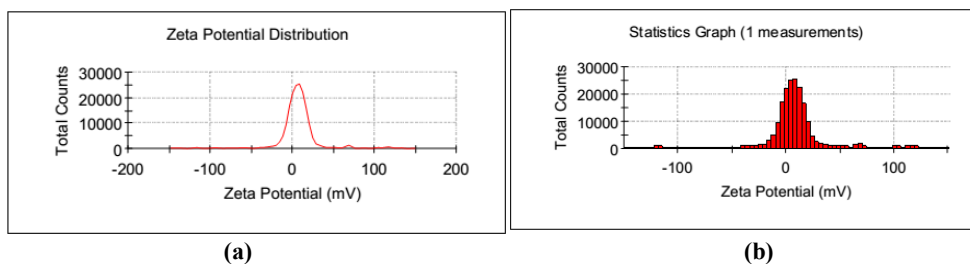 Zeta Potential Distribution
Total Counts
30000
20000
10000
0
-200
-100
0
100
200
Zeta Potential (mV)
(a)
Statistics Graph (1 measurements)
Total Counts
30000
20000
10000
0
-100
0
100
Zeta Potential (mV)
(b)